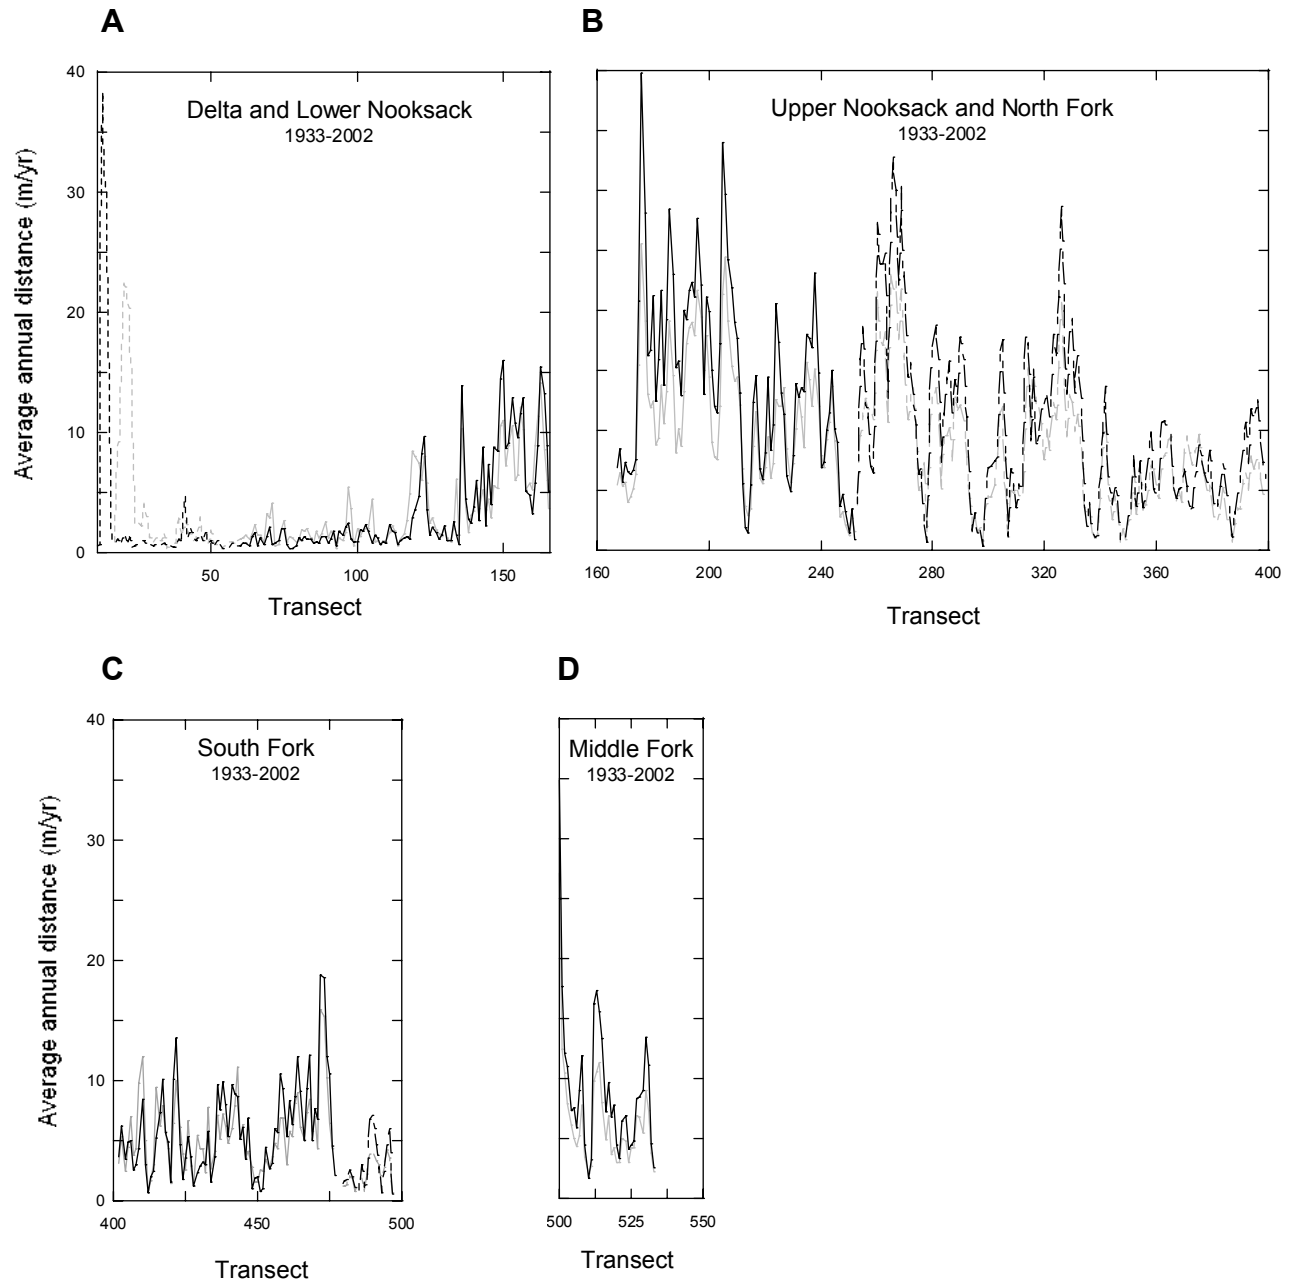 A
B
40
30
20
10
0
Average annual distance (m/yr)
Delta and Lower Nooksack
1933-2002
50 100 150
Transect
Upper Nooksack and North Fork
1933-2002
160 200 240 280 320 360 400
Transect
C
D
40
30
20
10
0
Average annual distance (m/yr)
South Fork
1933-2002
400 450 500
Transect
Middle Fork
1933-2002
500 525 550
Transect